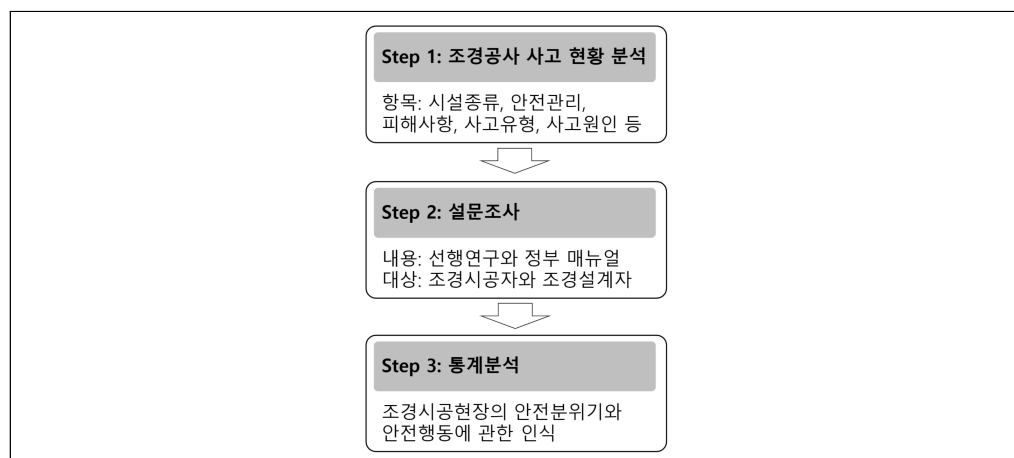 Step 1: 조경공사 사고 현황 분석
항목: 시설종류, 안전관리,
피해사항, 사고유형, 사고원인 등
Step 2: 설문조사
내용: 선행연구와 정부 매뉴얼
대상: 조경시공자와 조경설계자
Step 3: 통계분석
조경시공현장의 안전분위기와
안전행동에 관한 인식